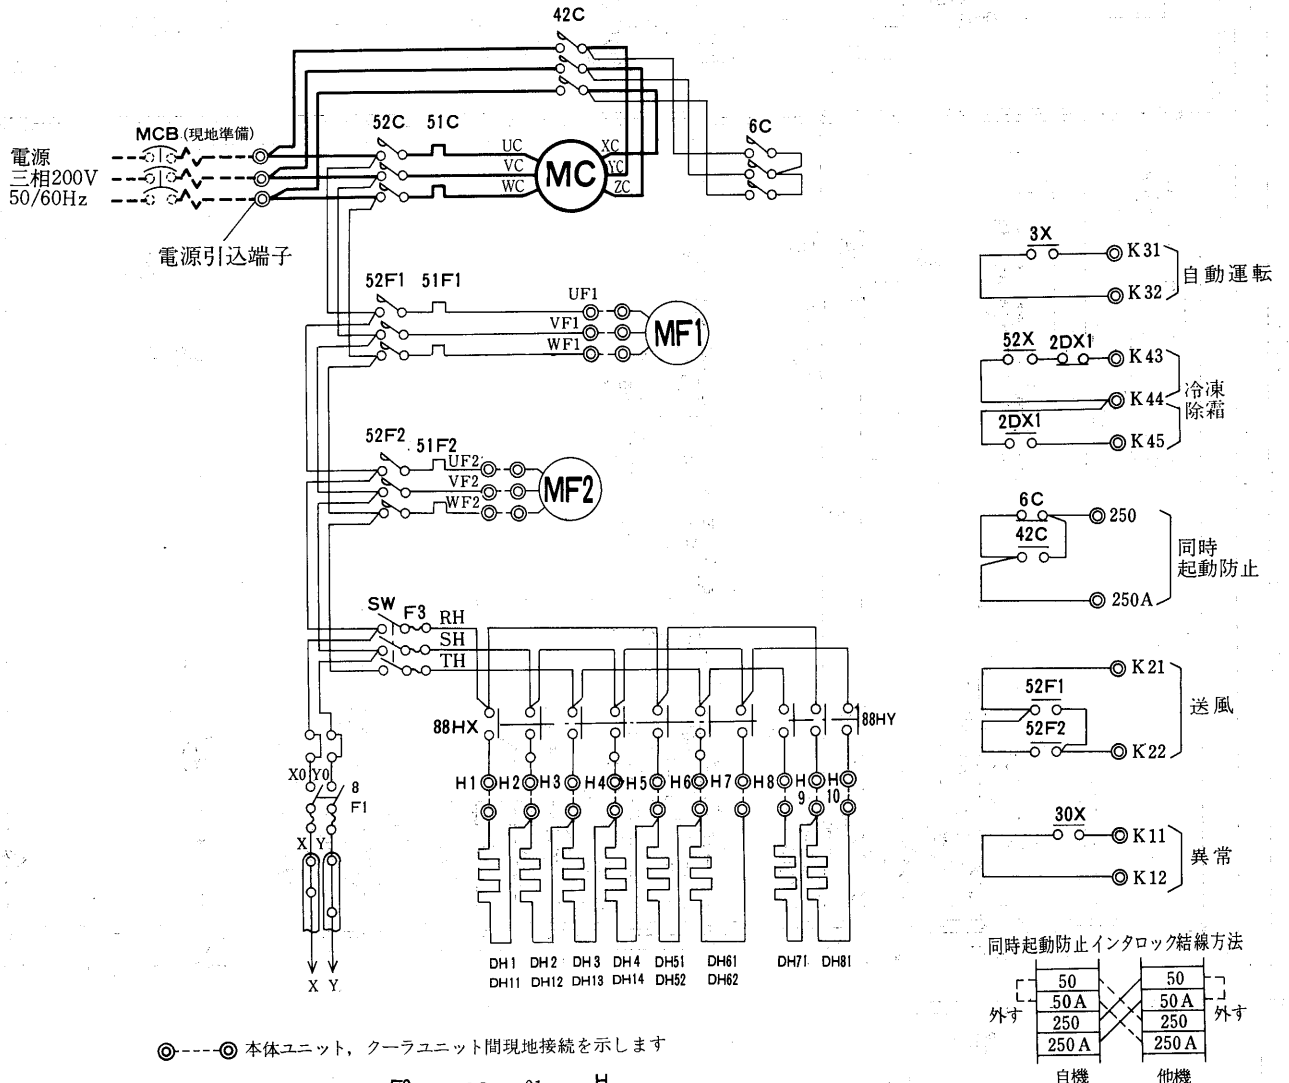 42C
MCB (現地準備)
52C 51C
6C
電源
三相200V
50/60Hz
UC
VC
WC
MC
XC
YC
ZC
電源引込端子
52F1 51F1
UF1
VF1
WF1
MF1
52F2 51F2
UF2
VF2
WF2
MF2
SW F3 RH
SH
TH
88HX
88HY
X0 Y0
8
F1
X Y
H1 H2 H3 H4 H5 H6 H7 H8 H9 H10
DH1 DH2 DH3 DH4 DH51 DH61 DH71 DH81
DH11 DH12 DH13 DH14 DH52 DH62
X Y
本体ユニット, クーラユニット間現地接続を示します
3X
K31
K32
自動運転
52X 2DX1
K43
K44
冷凍
除霜
2DX1
K45
6C
250
42C
同時
起動防止
250A
K21
52F1
送風
52F2
K22
30X
K11
異常
K12
同時起動防止インタロック結線方法
50 50
50A 50A
外す 外す
250 250
250A 250A
自機 他機